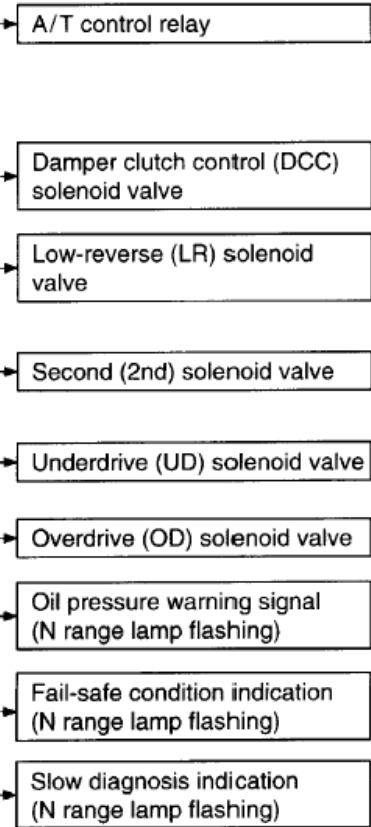 A/T control relay
Damper clutch control (DCC)
solenoid valve
Low-reverse (LR) solenoid
valve
Second (2nd) solenoid valve
Underdrive (UD) solenoid valve
Overdrive (OD) solenoid valve
Oil pressure warning signal
(N range lamp flashing)
Fail-safe condition indication
(N range lamp flashing)
Slow diagnosis indication
(N range lamp flashing)